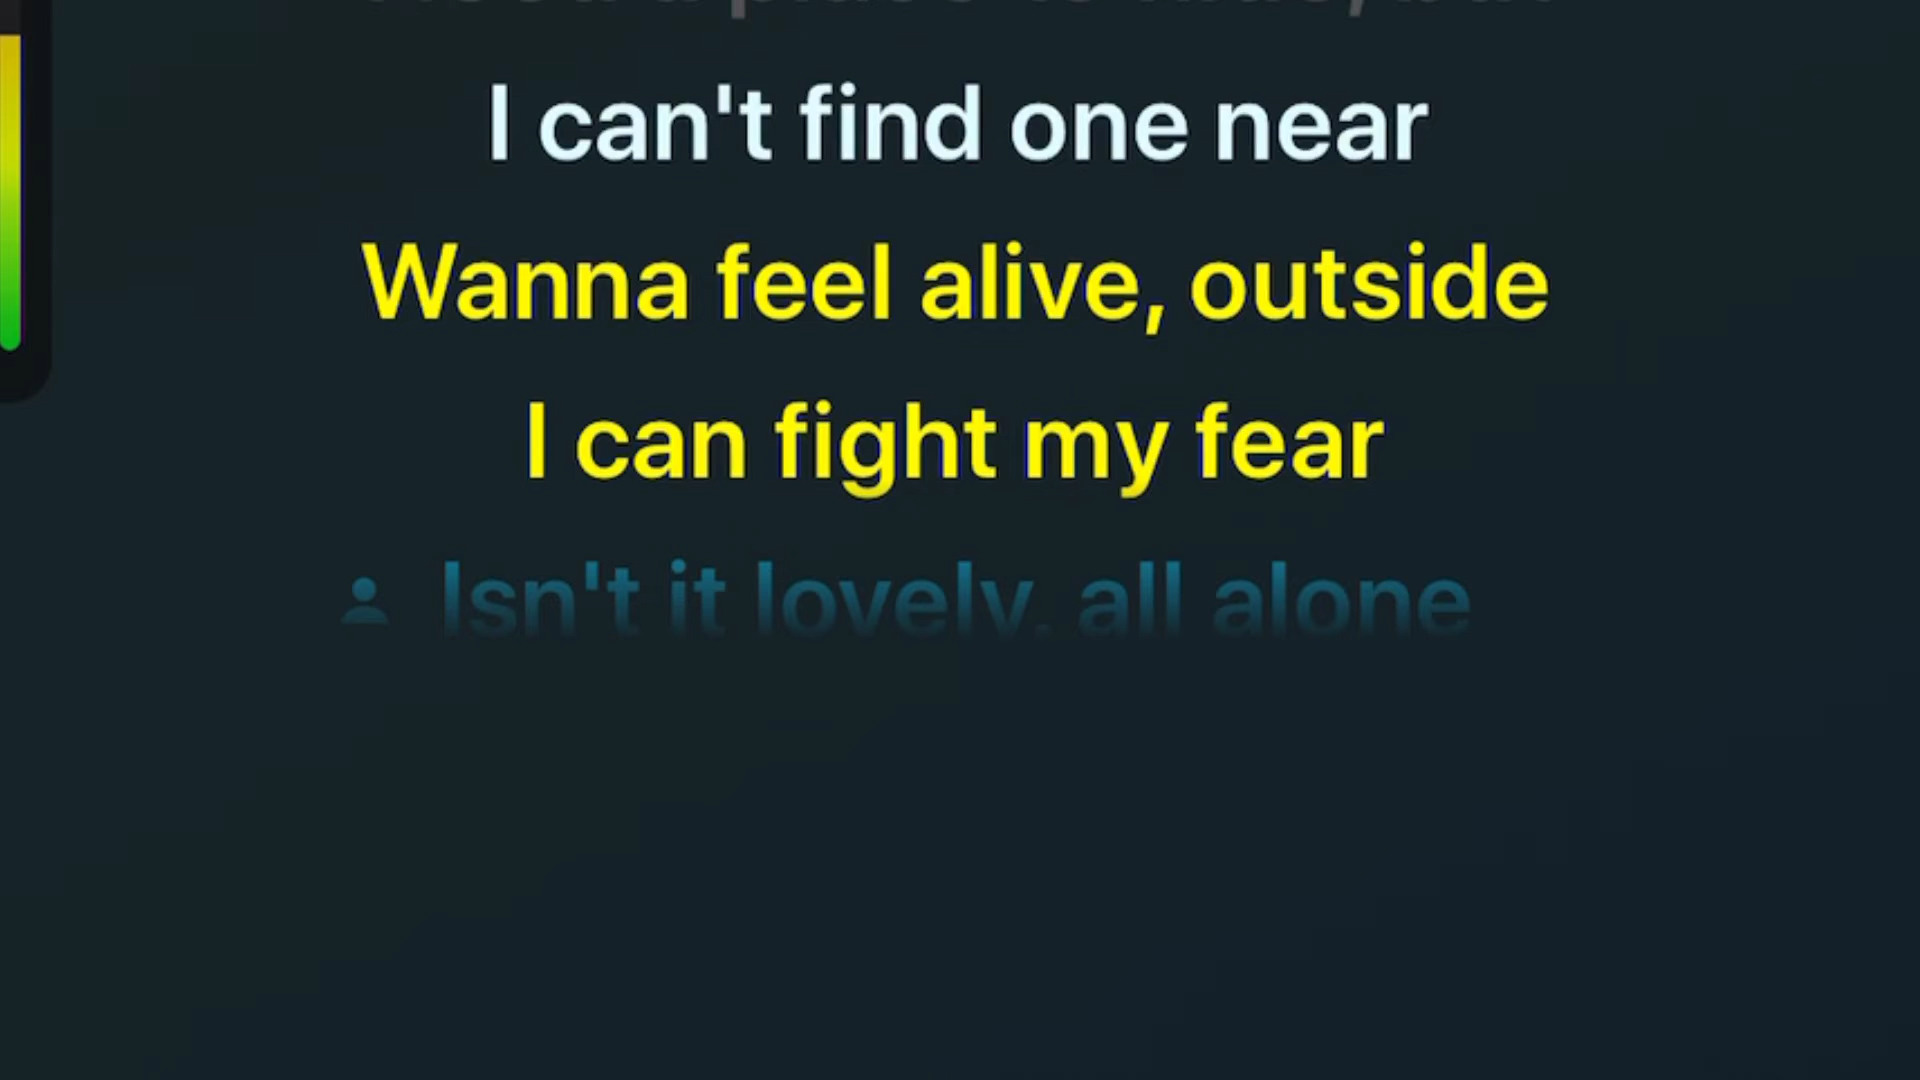 I can't find one near
Wanna feel alive, outside
I can fight my fear
Isn't it lovely, all alone